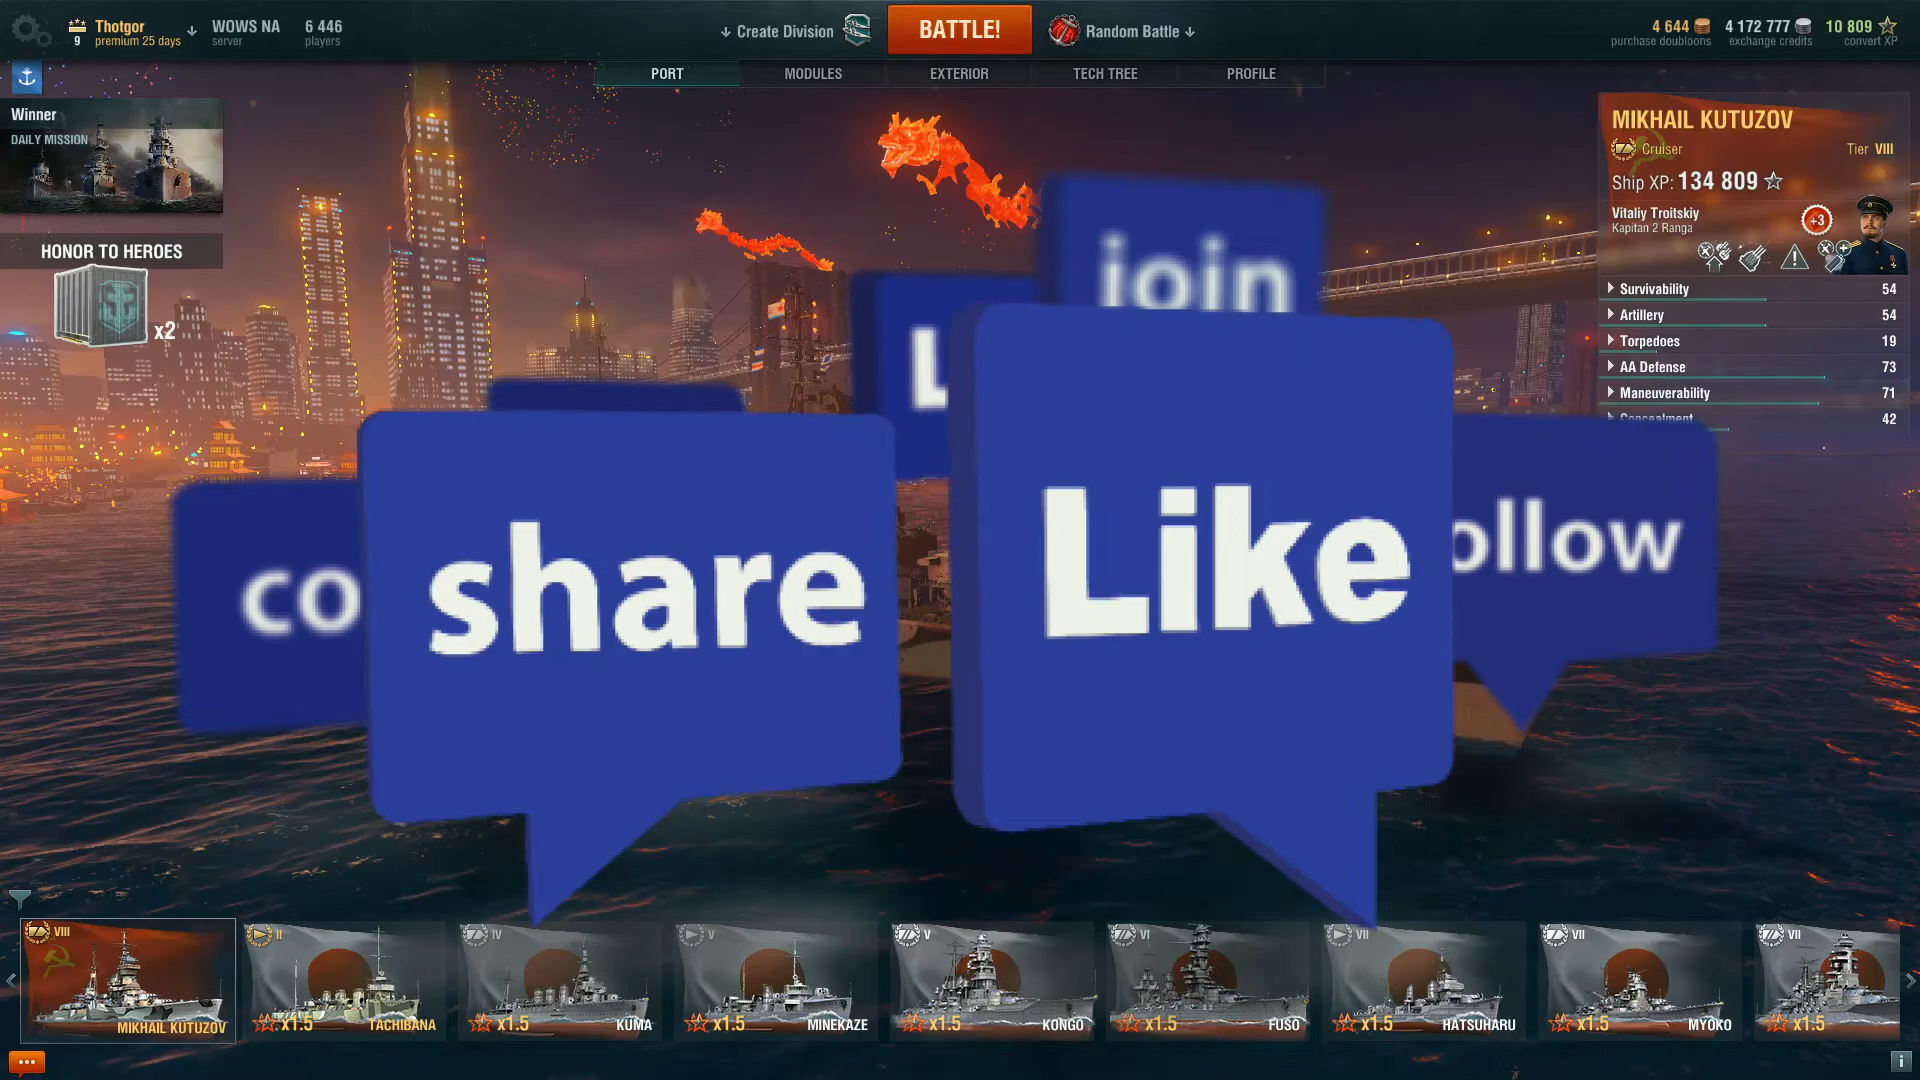 Thotgor
9
premium 25 days
WOWS NA
server
6 446
players
Create Division
BATTLE!
Random Battle
4 644
purchase doubloons
4 172 777
exchange credits
10 809
convert XP
PORT
MODULES
EXTERIOR
TECH TREE
PROFILE
Winner
DAILY MISSION
HONOR TO HEROES
x2
MIKHAIL KUTUZOV
Cruiser
Tier VIII
Ship XP: 134 809
Vitaliy Troitskiy
Kapitan 2 Ranga
+3
Survivability 54
Artillery 54
Torpedoes 19
AA Defense 73
Maneuverability 71
Concealment 42
join
L
co
share
Like
ollow
VIII
MIKHAIL KUTUZOV
II
x1.5
TACHIBANA
IV
x1.5
KUMA
V
x1.5
MINEKAZE
V
x1.5
KONGO
VI
x1.5
FUSO
VII
x1.5
HATSUHARU
VII
x1.5
MYOKO
VII
x1.5